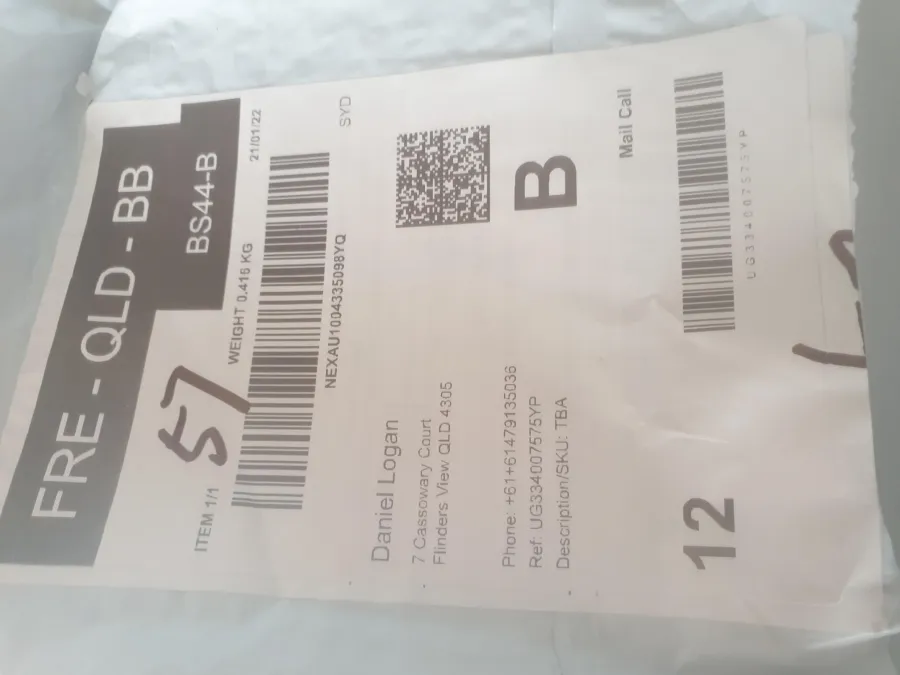 FRE - QLD - BB
BS44-B
ITEM 1/1
WEIGHT 0.416 KG
21/01/22
57
NEXAU1004335098YQ
SYD
Daniel Logan
7 Cassowary Court
Flinders View QLD 4305
B
Phone: +61+61479135036
Ref: UG334007575YP
Description/SKU: TBA
Mail Call
12
UG334007575YP